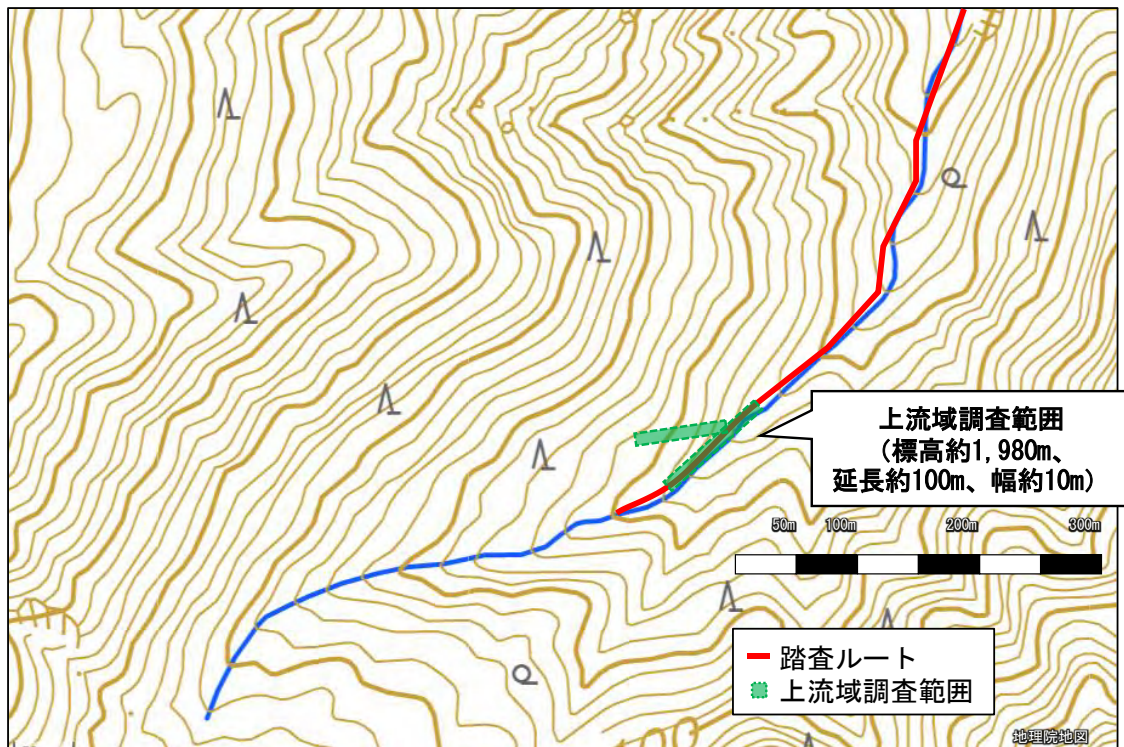 上流域調査範囲
（標高約1,980m、
延長約100m、幅約10m）
50m 100m 200m 300m
踏査ルート
上流域調査範囲
地理院地図